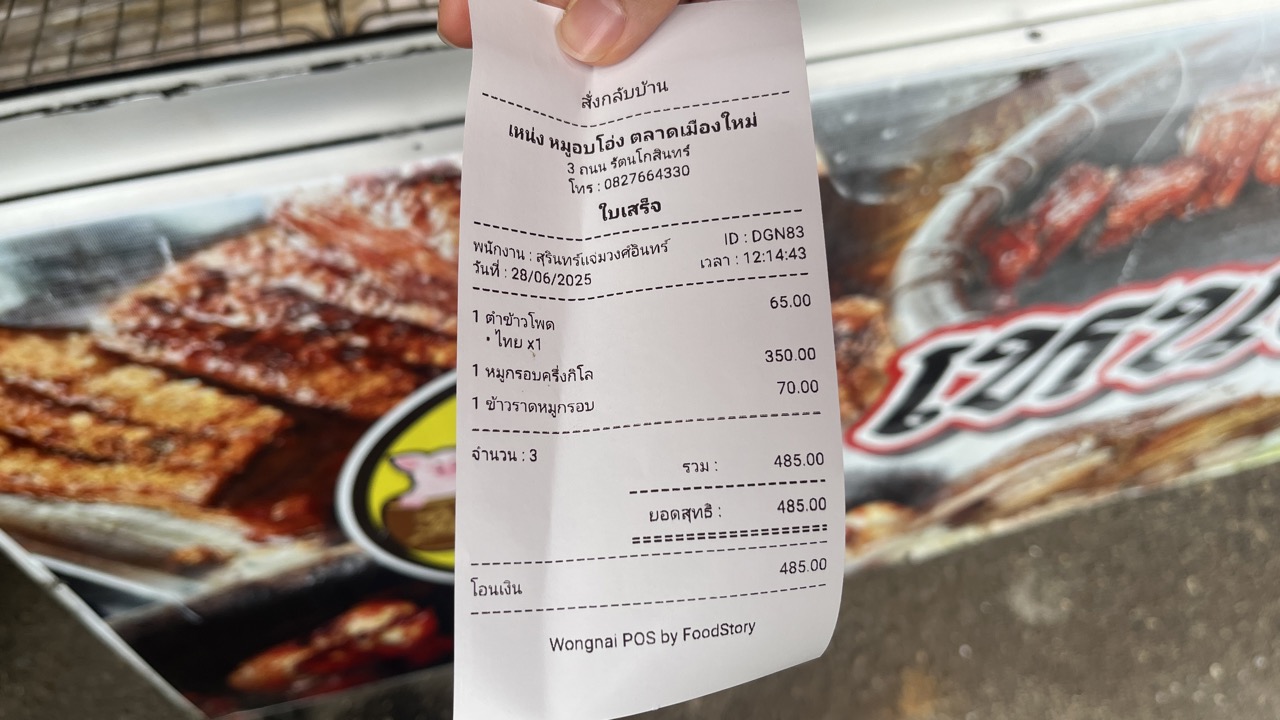 สั่งกลับบ้าน
เหน่ง หมูอบโอ่ง ตลาดเมืองใหม่
3 ถนน รัตนโกสินทร์
โทร : 0827664330
ใบเสร็จ
พนักงาน : สุรินทร์แจ่มวงศ์อินทร์ ID : DGN83
วันที่ : 28/06/2025 เวลา : 12:14:43
1 ตำข้าวโพด 65.00
• ไทย x1
1 หมูกรอบครึ่งกิโล 350.00
1 ข้าวราดหมูกรอบ 70.00
จำนวน : 3
รวม : 485.00
ยอดสุทธิ : 485.00
โอนเงิน 485.00
Wongnai POS by FoodStory